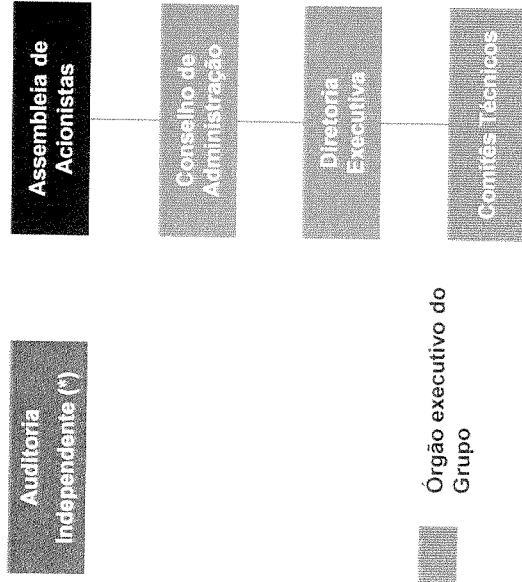 Auditoria
Independente (*)
Assembleia de
Acionistas
Conselho de
Administração
Diretoria
Executiva
Órgão executivo do
Grupo
Comitês Técnicos